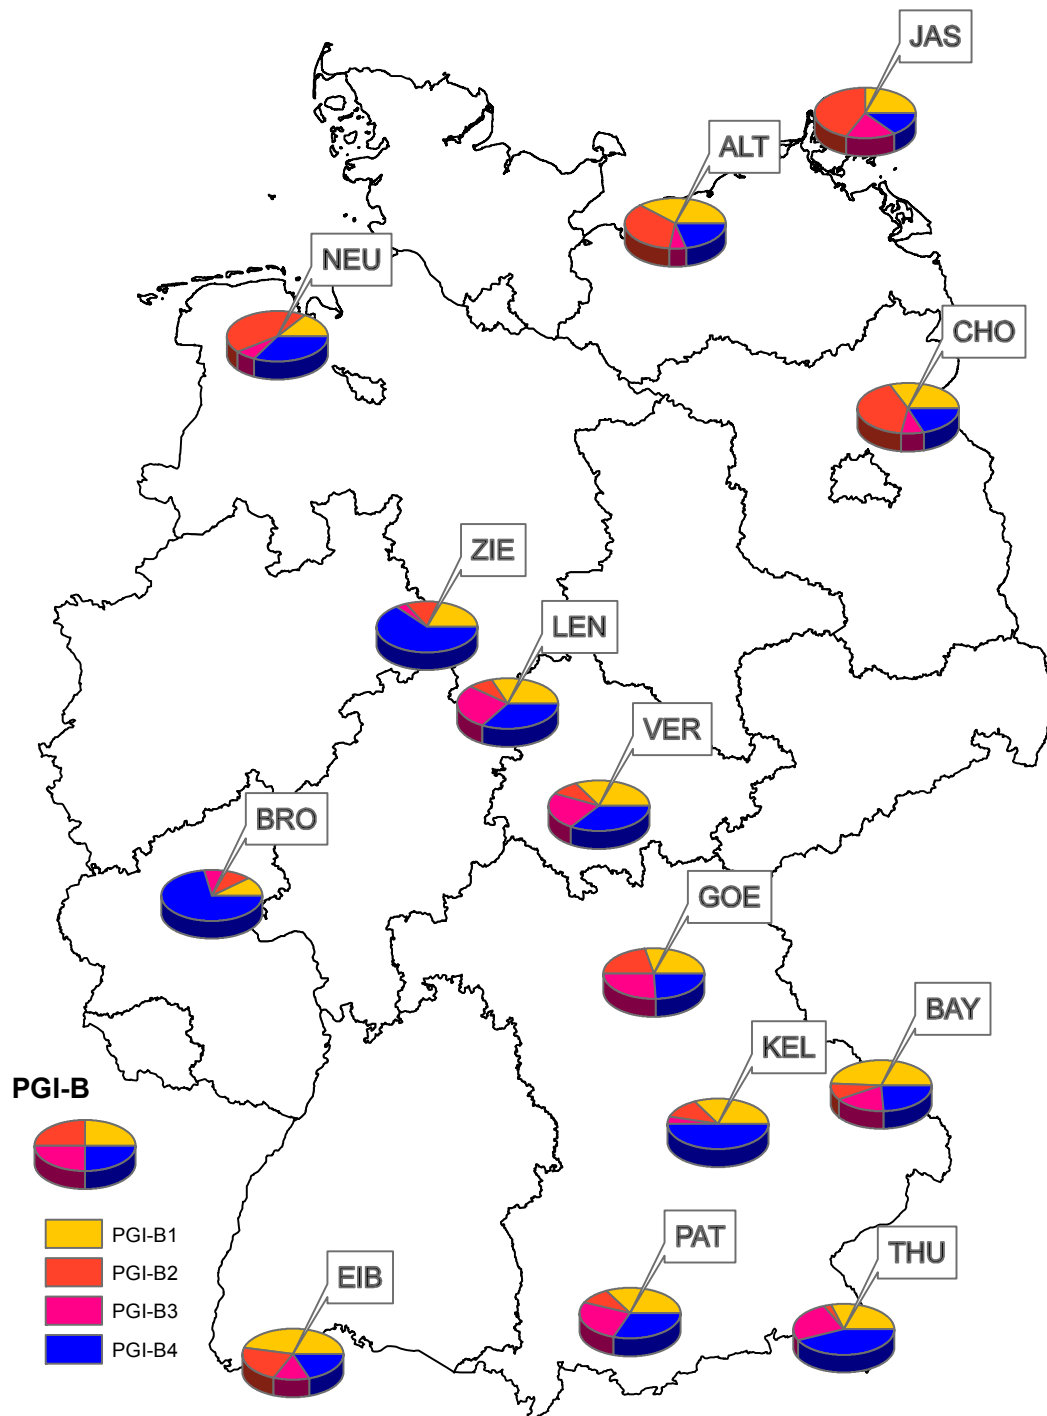 JAS
ALT
NEU
CHO
ZIE
LEN
VER
BRO
GOE
BAY
KEL
PGI-B
PGI-B1
PGI-B2
PGI-B3
PGI-B4
PAT
THU
EIB